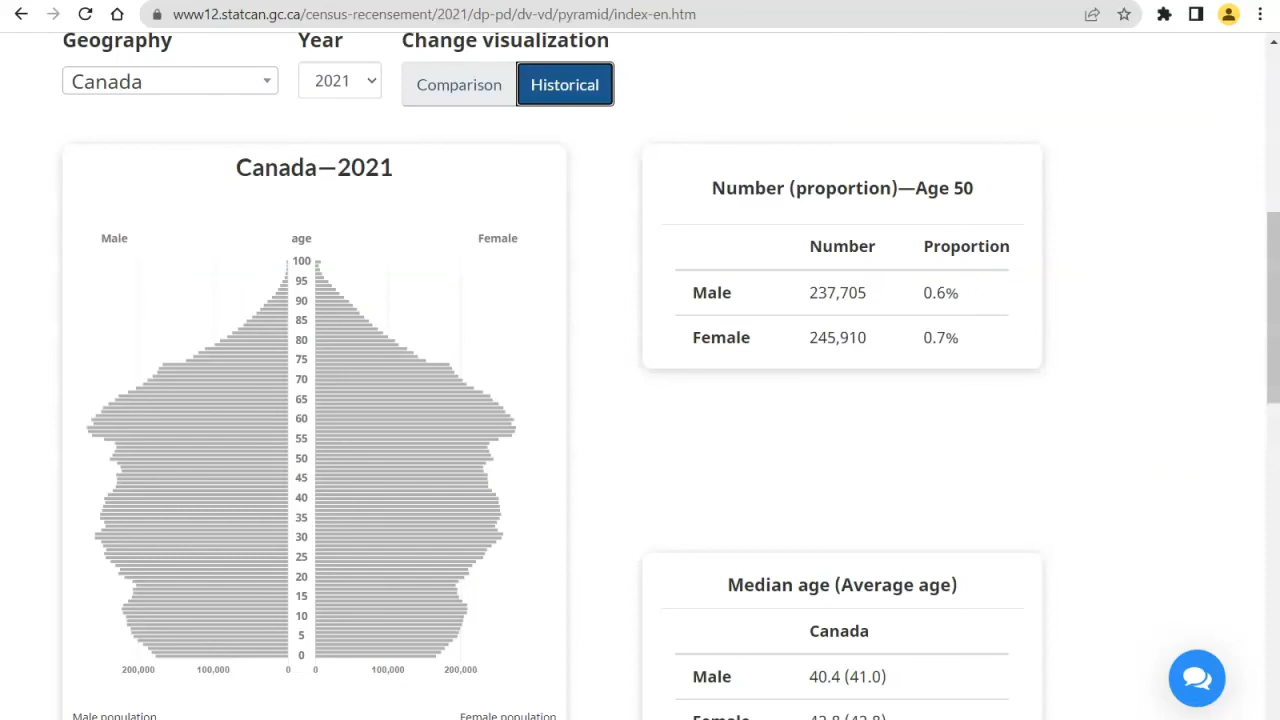 www12.statcan.gc.ca/census-recensement/2021/dp-pd/dv-vd/pyramid/index-en.htm
Geography Year Change visualization
Canada 2021 Comparison Historical
Canada—2021
Male age Female
100
95
90
85
80
75
70
65
60
55
50
45
40
35
30
25
20
15
10
5
0
200,000 100,000 0 0 100,000 200,000
Male population Female population
Number (proportion)—Age 50
Number Proportion
Male 237,705 0.6%
Female 245,910 0.7%
Median age (Average age)
Canada
Male 40.4 (41.0)